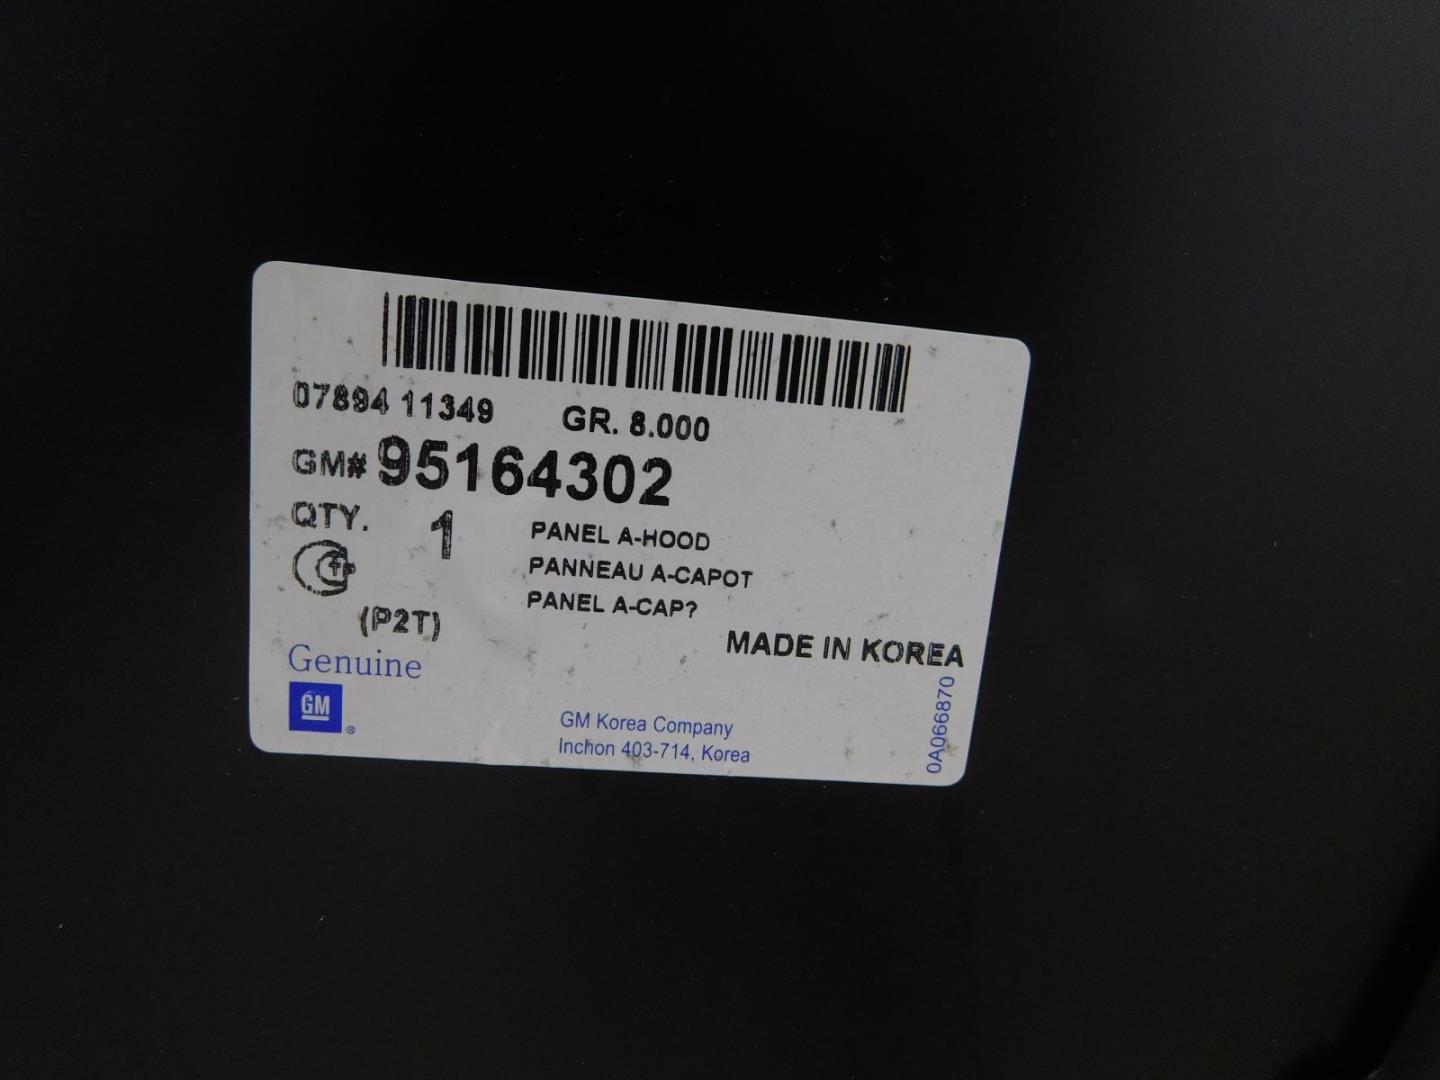 07894 11349 GR. 8.000
GM# 95164302
QTY. 1
PANEL A-HOOD
PANNEAU A-CAPOT
PANEL A-CAP?
(P2T)
MADE IN KOREA
Genuine
GM
®
GM Korea Company
Inchon 403-714, Korea
0A066870